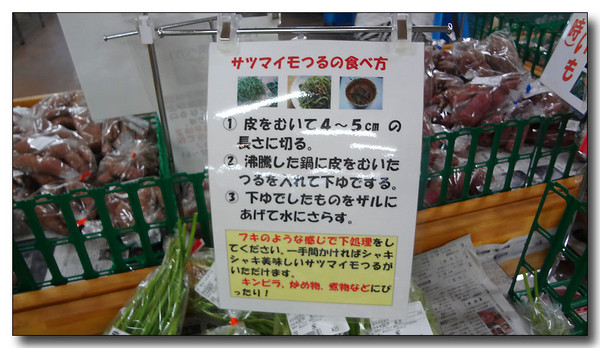 サツマイモつるの食べ方
① 皮をむいて４～５㎝ の
長さに切る。
② 沸騰した鍋に皮をむいた
つるを入れて下ゆでする。
③ 下ゆでしたものをザルに
あげて水にさらす。
フキのような感じで下処理をし
てください、一手間かければシャキ
シャキ美味しいサツマイモつるが
いただけます。
キンピラ、炒め物、煮物などにぴ
ったり！
いも